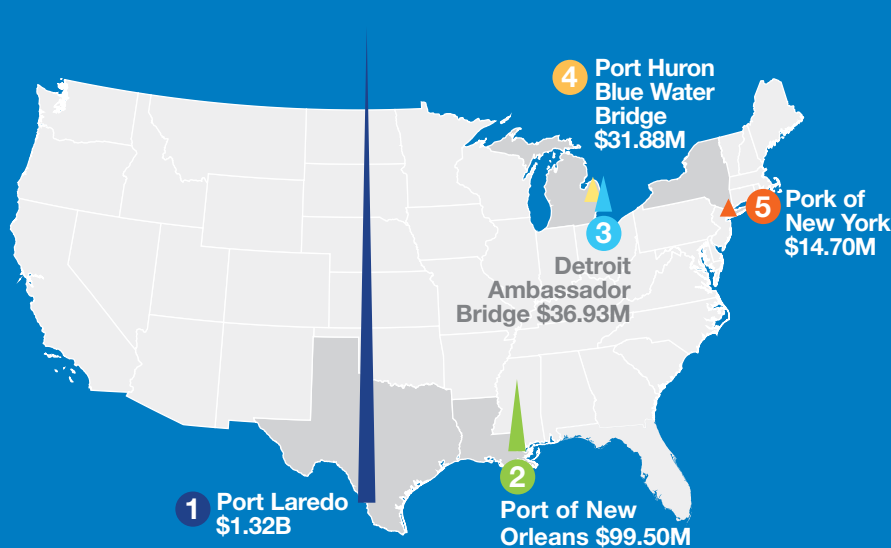 4
Port Huron
Blue Water
Bridge
$31.88M
5
Pork of
New York
$14.70M
3
Detroit
Ambassador
Bridge $36.93M
1
Port Laredo
$1.32B
2
Port of New
Orleans $99.50M